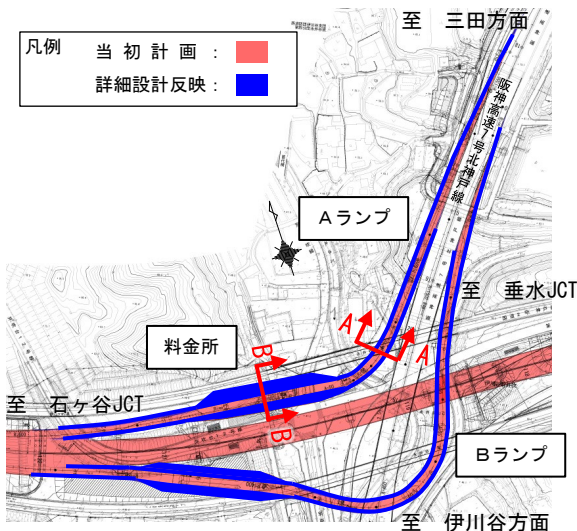 至 三田方面
凡例 当初計画：
詳細設計反映：
阪神高速7号北神戸線
Aランプ
至 垂水JCT
A A
料金所
B B
至 石ヶ谷JCT
Bランプ
至 伊川谷方面